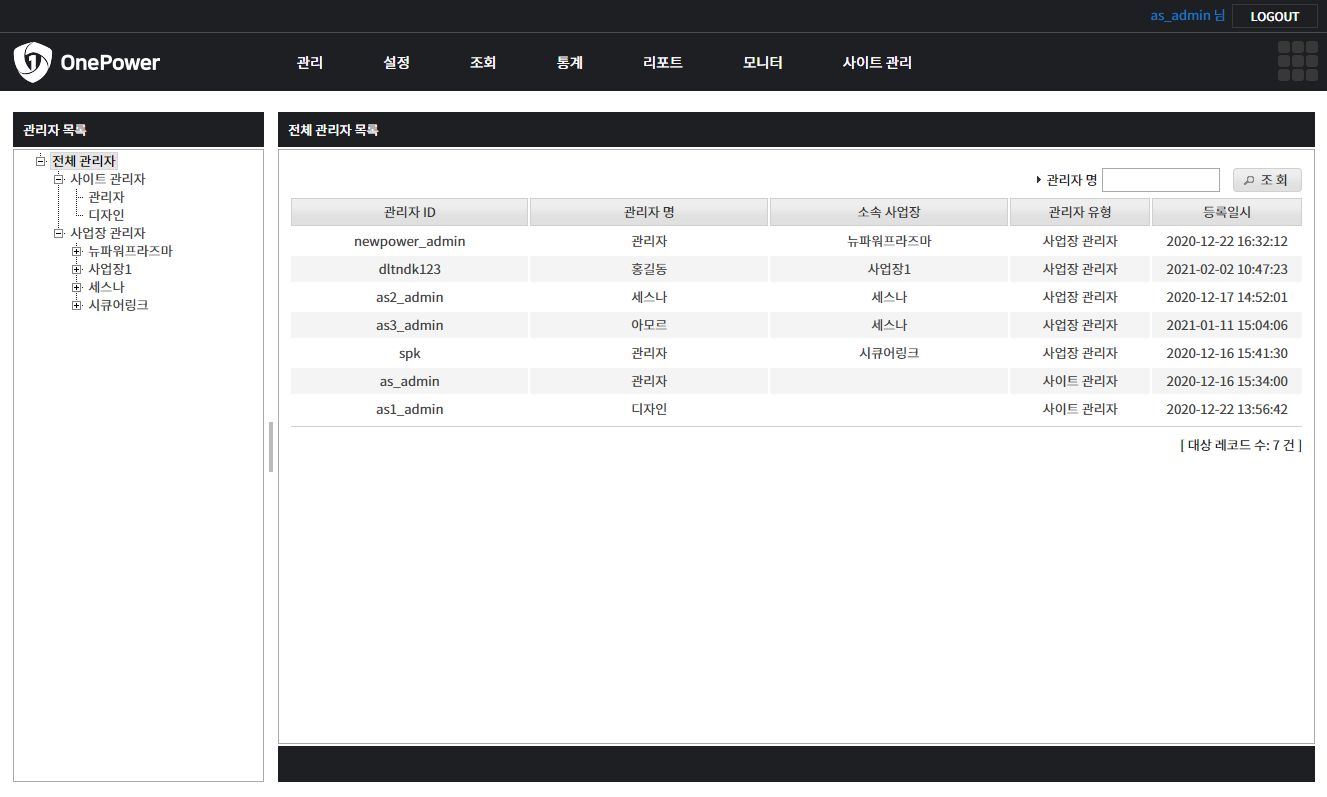 as_admin 님 LOGOUT
OnePower 관리 설정 조회 통계 리포트 모니터 사이트 관리
관리자 목록
전체 관리자
사이트 관리자
관리자
디자인
사업장 관리자
뉴파워프라즈마
사업장1
세스나
시큐어링크
전체 관리자 목록
관리자 명 조 회
관리자 ID 관리자 명 소속 사업장 관리자 유형 등록일시
newpower_admin 관리자 뉴파워프라즈마 사업장 관리자 2020-12-22 16:32:12
dltndk123 홍길동 사업장1 사업장 관리자 2021-02-02 10:47:23
as2_admin 세스나 세스나 사업장 관리자 2020-12-17 14:52:01
as3_admin 아모르 세스나 사업장 관리자 2021-01-11 15:04:06
spk 관리자 시큐어링크 사업장 관리자 2020-12-16 15:41:30
as_admin 관리자 사이트 관리자 2020-12-16 15:34:00
as1_admin 디자인 사이트 관리자 2020-12-22 13:56:42
[ 대상 레코드 수: 7 건 ]